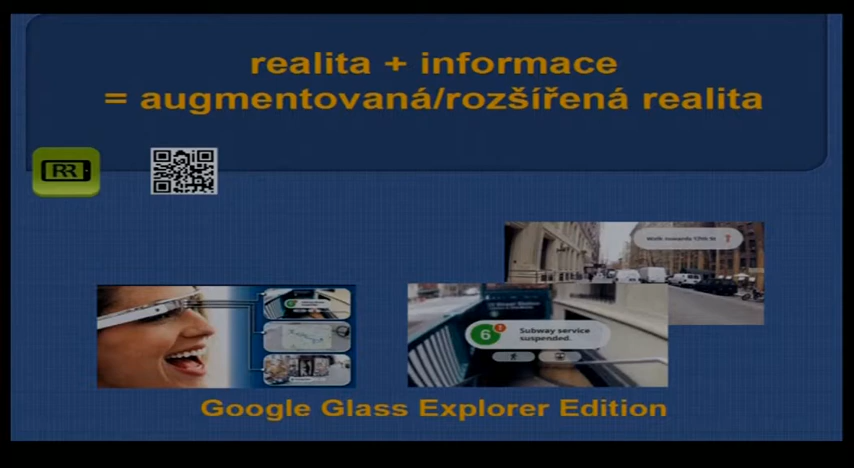 realita + informace
= augmentovaná/rozšířená realita
RR
Walk towards 12th St
6
Subway service
suspended.
Google Glass Explorer Edition